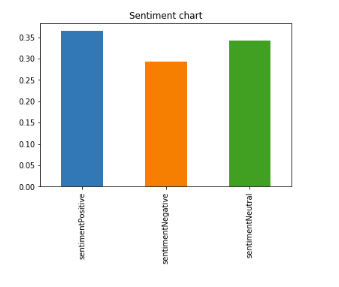 Sentiment chart
0.35
0.30
0.25
0.20
0.15
0.10
0.05
0.00
sentimentPositive
sentimentNegative
sentimentNeutral